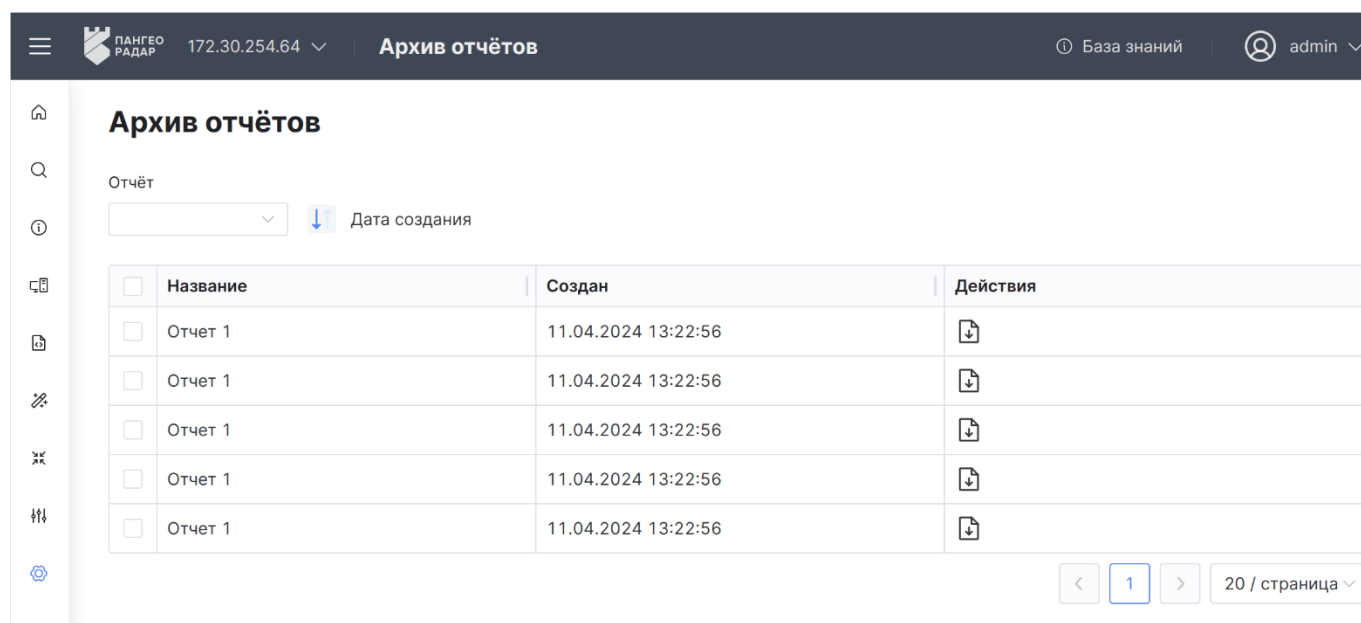 ПАНГЕО
РАДАР
172.30.254.64
Архив отчётов
База знаний
admin
Архив отчётов
Отчёт
Дата создания
Название Создан Действия
Отчет 1 11.04.2024 13:22:56
Отчет 1 11.04.2024 13:22:56
Отчет 1 11.04.2024 13:22:56
Отчет 1 11.04.2024 13:22:56
Отчет 1 11.04.2024 13:22:56
1 20 / страница